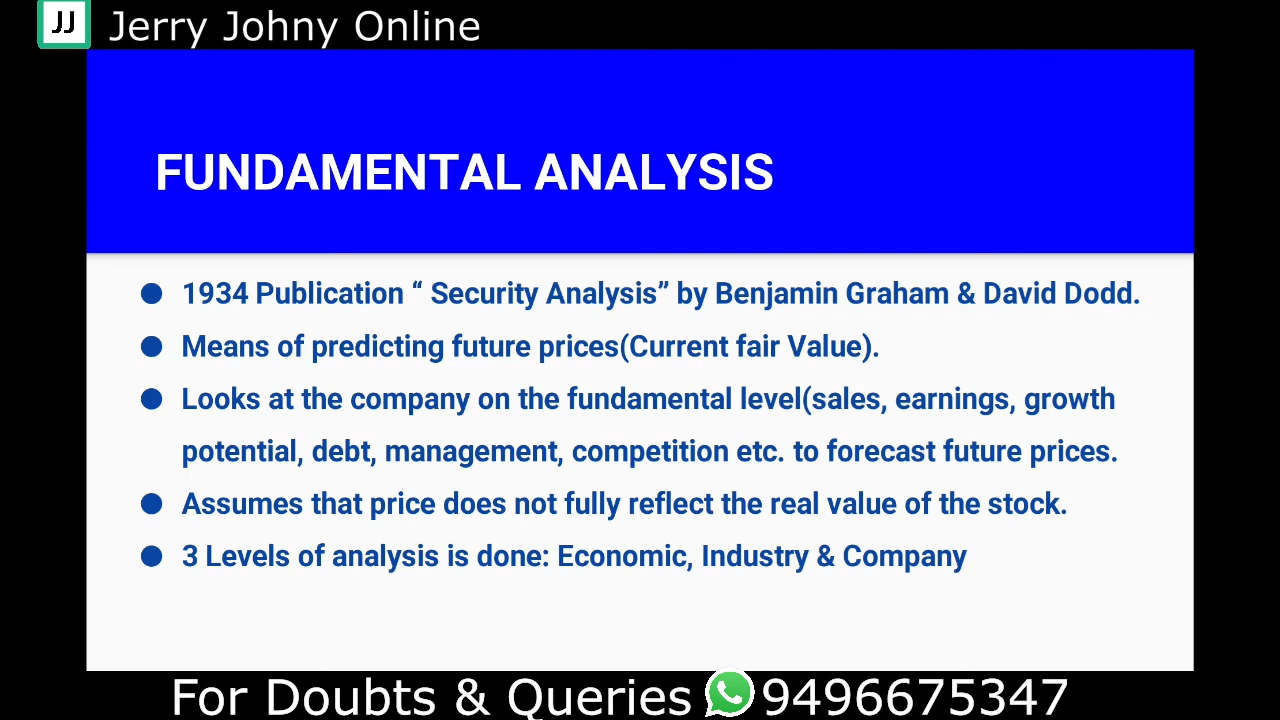 JJ Jerry Johny Online
FUNDAMENTAL ANALYSIS
● 1934 Publication “ Security Analysis” by Benjamin Graham & David Dodd.
● Means of predicting future prices(Current fair Value).
● Looks at the company on the fundamental level(sales, earnings, growth
potential, debt, management, competition etc. to forecast future prices.
● Assumes that price does not fully reflect the real value of the stock.
● 3 Levels of analysis is done: Economic, Industry & Company
For Doubts & Queries 9496675347